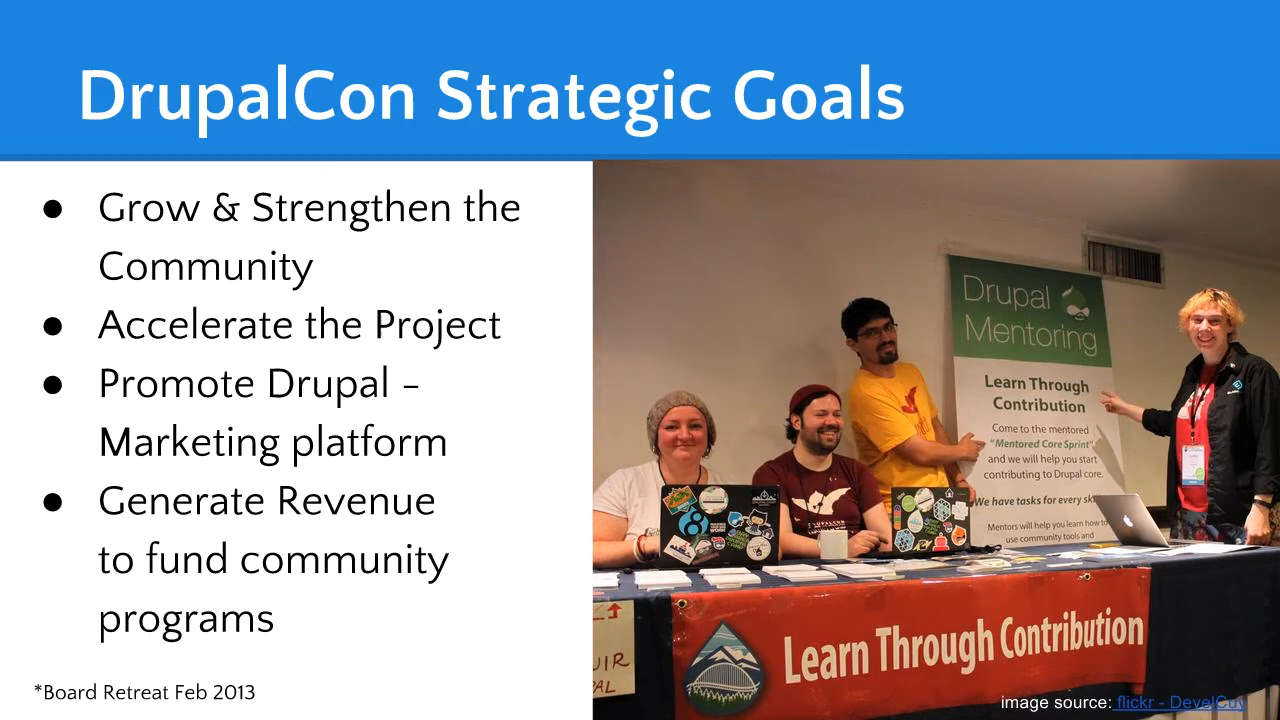 DrupalCon Strategic Goals
● Grow & Strengthen the
Community
● Accelerate the Project
● Promote Drupal -
Marketing platform
● Generate Revenue
to fund community
programs
*Board Retreat Feb 2013
Drupal
Mentoring
Learn Through
Contribution
Come to the mentored
"Mentored Core Sprint",
and we will help you start
contributing to Drupal core.
We have tasks for every
Mentors will help you learn how to
use community tools and
Learn Through Contribution
image source: flickr - DevelCuy